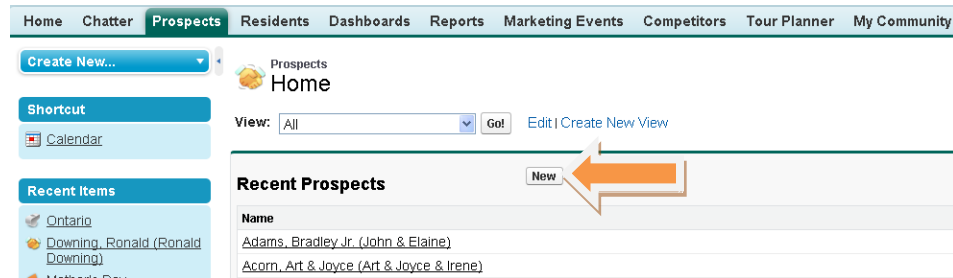 Home Chatter Prospects Residents Dashboards Reports Marketing Events Competitors Tour Planner My Community
Create New...
Shortcut
Calendar
Recent Items
Ontario
Downing, Ronald (Ronald
Downing)
Mother's Day
Prospects
Home
View: All Go! Edit | Create New View
Recent Prospects New
Name
Adams, Bradley Jr. (John & Elaine)
Acorn, Art & Joyce (Art & Joyce & Irene)